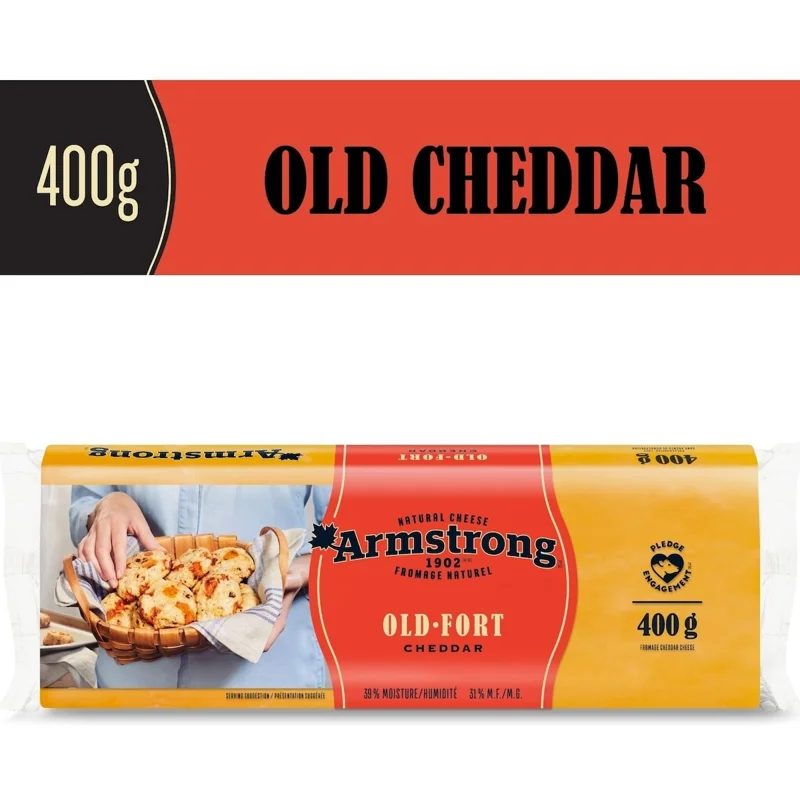 400g
OLD CHEDDAR
Armstrong
OLD•FORT
CHEDDAR
400 g
NATURAL CHEESE
Armstrong
1902
FROMAGE NATUREL
OLD•FORT
CHEDDAR
39% MOISTURE/HUMIDITÉ 31% M.F./M.G.
SERVING SUGGESTION / PRÉSENTATION SUGGÉRÉE
PLEDGE
ENGAGEMENT
400 g
FROMAGE CHEDDAR CHEESE